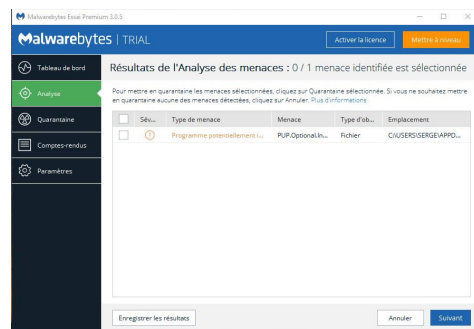 Malwarebytes Essai Premium 3.0.5
Malwarebytes | TRIAL
Activer la licence
Mettre à niveau
Tableau de bord
Analyse
Quarantaine
Comptes-rendus
Paramètres
Résultats de l'Analyse des menaces : 0 / 1 menace identifiée est sélectionnée
Pour mettre en quarantaine les menaces sélectionnées, cliquez sur Quarantaine sélectionnée. Si vous ne souhaitez mettre
en quarantaine aucune des menaces détectées, cliquez sur Annuler. Plus d'informations
Sév... Type de menace Menace Type d'ob... Emplacement
Programme potentiellement i... PUP.Optional.In... Fichier C:\USERS\SERGE\APPD...
Enregistrer les résultats
Annuler
Suivant